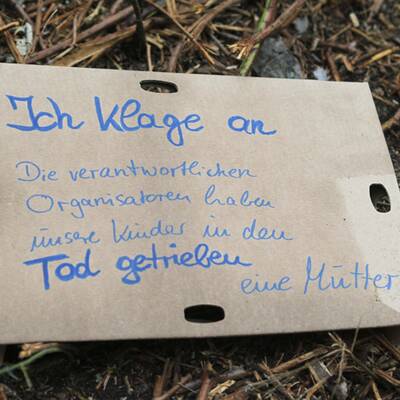 Ich klage an
Die verantwortlichen
Organisatoren haben
unsere Kinder in den
Tod getrieben
eine Mutter